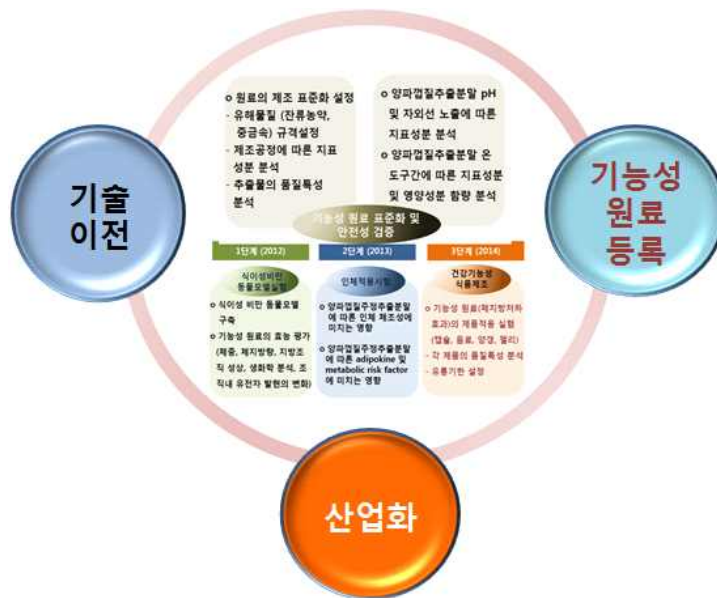 o 원료의 제조 표준화 설정
- 유해물질 (잔류농약,
중금속) 규격설정
- 제조공정에 따른 지표
성분 분석
- 추출물의 품질특성
분석
o 양파껍질추출분말 pH
및 자외선 노출에 따른
지표성분 분석
o 양파껍질추출분말 온
도구간에 따른 지표성분
및 영양성분 함량 분석
기술
이전
기능성
원료
등록
기능성 원료 표준화 및
안전성 검증
1단계 (2012)
2단계 (2013)
3단계 (2014)
식이성비만
동물모델실험
인체적용시험
건강기능성
식품제조
o 식이성 비만 동물모델
구축
o 기능성 원료의 효능 평가
(체중, 체지방량, 지방조
직 성상, 생화학 분석, 조
직내 유전자 발현의 변화)
o 양파껍질주정추출분말
에 따른 인체 체조성에
미치는 영향
o 양파껍질주정추출분말
에 따른 adipokine 및
metabolic risk factor
에 미치는 영향
o 기능성 원료(체지방저하
효과)의 제품적용 실험
(캡슐, 음료, 양갱, 젤리)
- 각 제품의 품질특성 분석
- 유통기한 설정
산업화